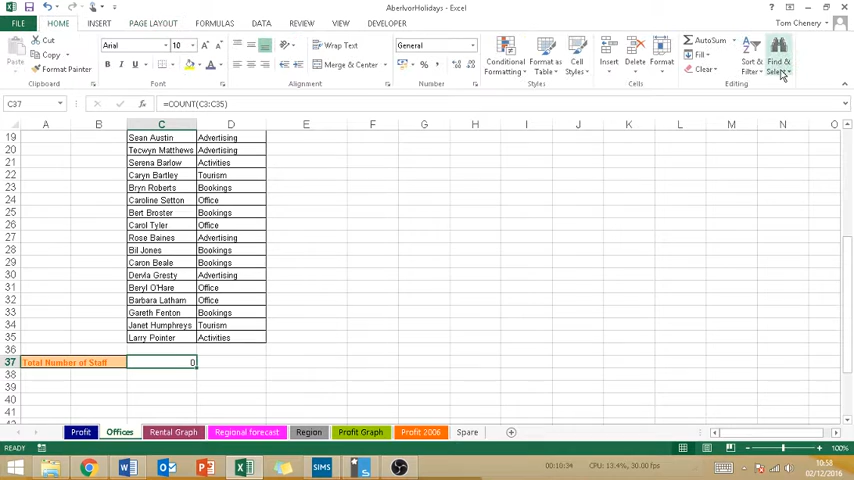 AberIvorHolidays - Excel
FILE HOME INSERT PAGE LAYOUT FORMULAS DATA REVIEW VIEW DEVELOPER Tom Chenery
Cut
Copy
Format Painter
Paste
Clipboard
Arial 10
B I U
Font
Wrap Text
Merge & Center
Alignment
General
%
Number
Conditional Formatting
Format as Table
Cell Styles
Styles
Insert Delete Format
Cells
AutoSum
Fill
Clear
Sort & Filter
Find & Select
Editing
C37 =COUNT(C3:C35)
A B C D E F G H I J K L M N O
19 Sean Austin Advertising
20 Tecwyn Matthews Advertising
21 Serena Barlow Activities
22 Caryn Bartley Tourism
23 Bryn Roberts Bookings
24 Caroline Setton Office
25 Bert Broster Bookings
26 Carol Tyler Office
27 Rose Baines Advertising
28 Bil Jones Bookings
29 Caron Beale Bookings
30 Dervla Gresty Advertising
31 Beryl O'Hare Office
32 Barbara Latham Office
33 Gareth Fenton Bookings
34 Janet Humphreys Tourism
35 Larry Pointer Activities
36
37 Total Number of Staff 0
38
39
40
41
Profit Offices Rental Graph Regional forecast Region Profit Graph Profit 2006 Spare
READY 100%
SIMS
00:10:34 CPU: 13.4%, 30.00 fps
10:58
02/12/2016